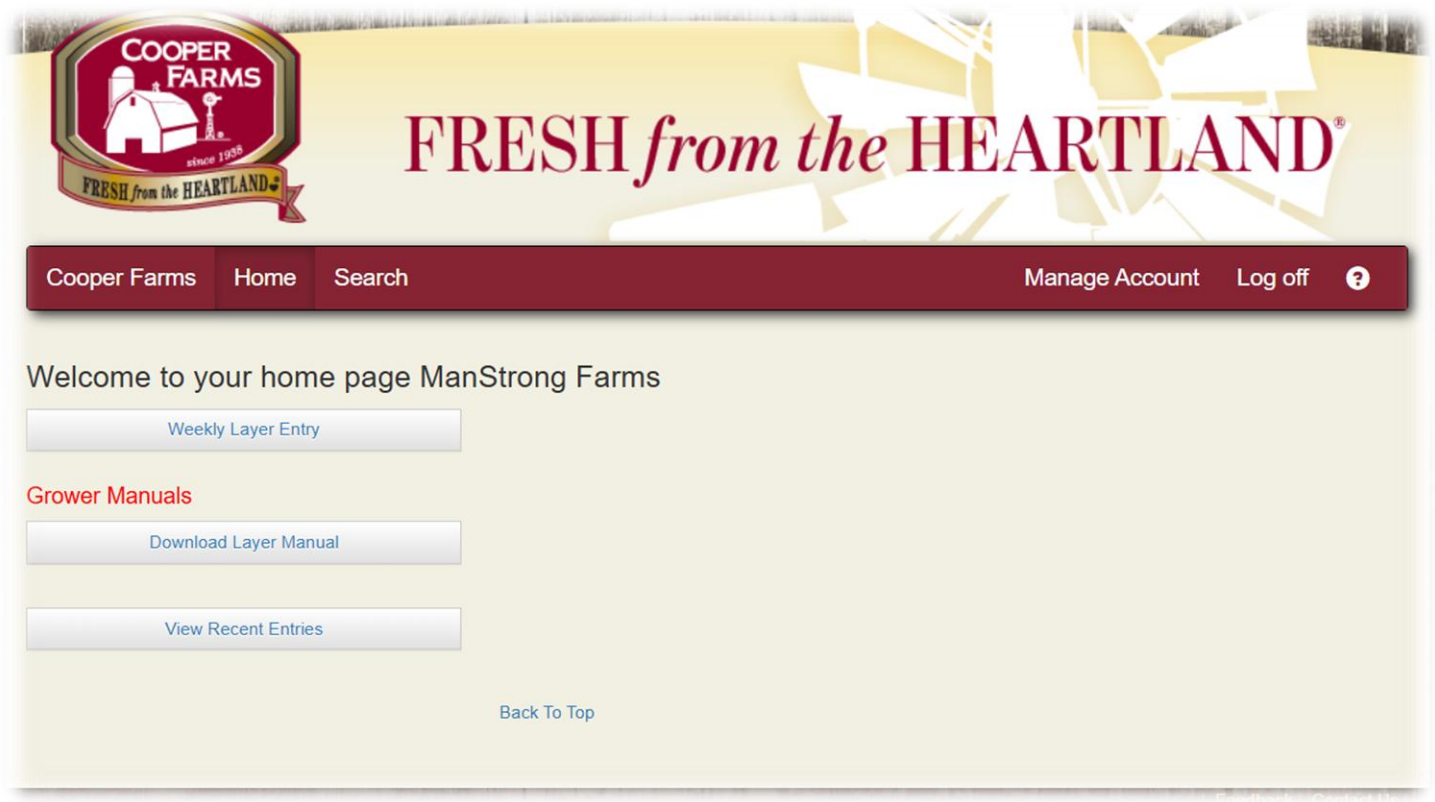 COOPER
FARMS
since 1938
FRESH from the HEARTLAND
FRESH from the HEARTLAND®
Cooper Farms Home Search Manage Account Log off ?
Welcome to your home page ManStrong Farms
Weekly Layer Entry
Grower Manuals
Download Layer Manual
View Recent Entries
Back To Top